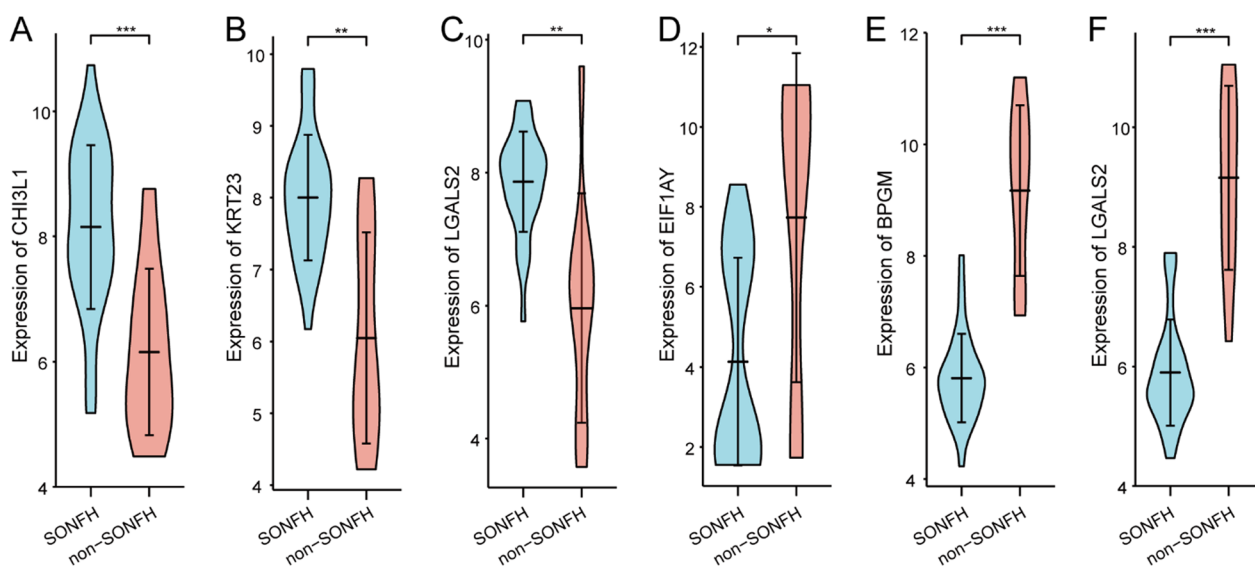 A
Expression of CHI3L1
10
8
6
4
***
SONFH
non−SONFH
B
Expression of KRT23
10
9
8
7
6
5
4
**
SONFH
non−SONFH
C
Expression of LGALS2
10
8
6
4
**
SONFH
non−SONFH
D
Expression of EIF1AY
12
10
8
6
4
2
*
SONFH
non−SONFH
E
Expression of BPGM
12
10
8
6
4
***
SONFH
non−SONFH
F
Expression of LGALS2
10
8
6
4
***
SONFH
non−SONFH